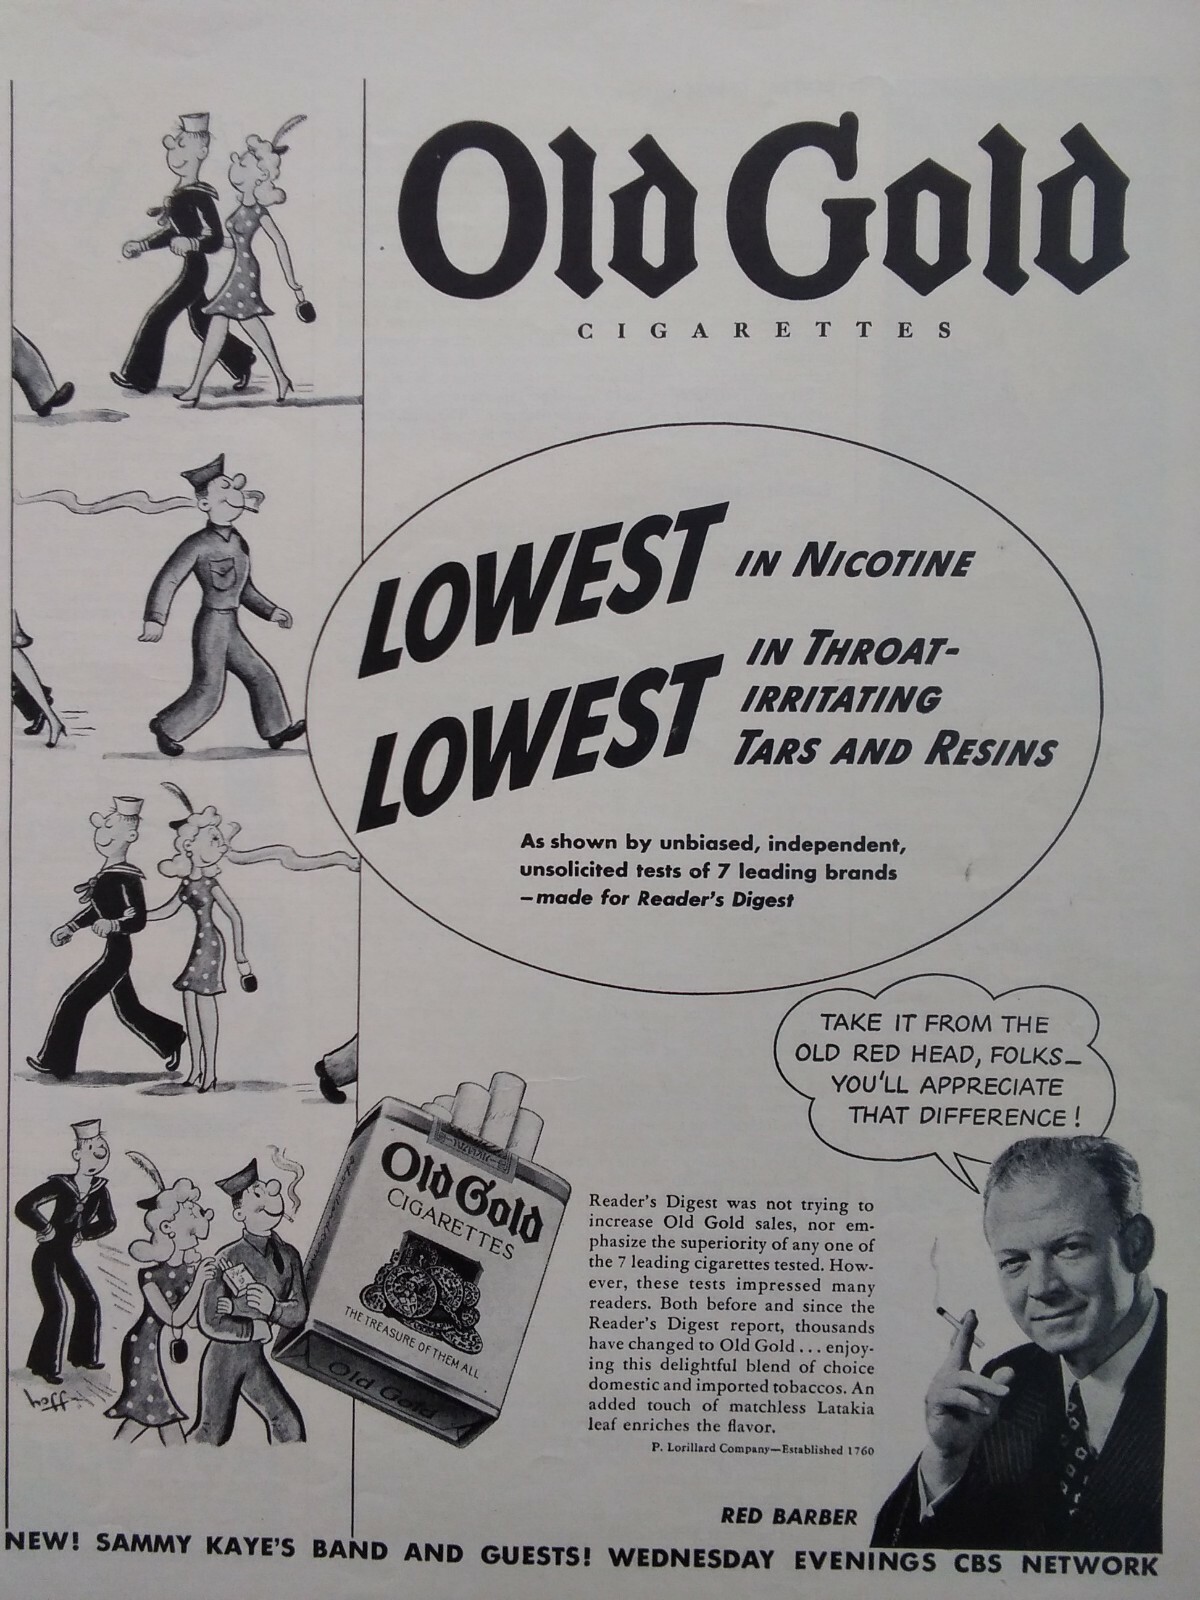 Old Gold
CIGARETTES
LOWEST IN NICOTINE
LOWEST IN THROAT-
IRRITATING
TARS AND RESINS
As shown by unbiased, independent,
unsolicited tests of 7 leading brands
—made for Reader's Digest
TAKE IT FROM THE
OLD RED HEAD, FOLKS—
YOU'LL APPRECIATE
THAT DIFFERENCE!
Old Gold
CIGARETTES
THE TREASURE OF THEM ALL
Old Gold
Reader's Digest was not trying to
increase Old Gold sales, nor em-
phasize the superiority of any one of
the 7 leading cigarettes tested. How-
ever, these tests impressed many
readers. Both before and since the
Reader's Digest report, thousands
have changed to Old Gold ... enjoy-
ing this delightful blend of choice
domestic and imported tobaccos. An
added touch of matchless Latakia
leaf enriches the flavor.
P. Lorillard Company—Established 1760
RED BARBER
NEW! SAMMY KAYE'S BAND AND GUESTS! WEDNESDAY EVENINGS CBS NETWORK